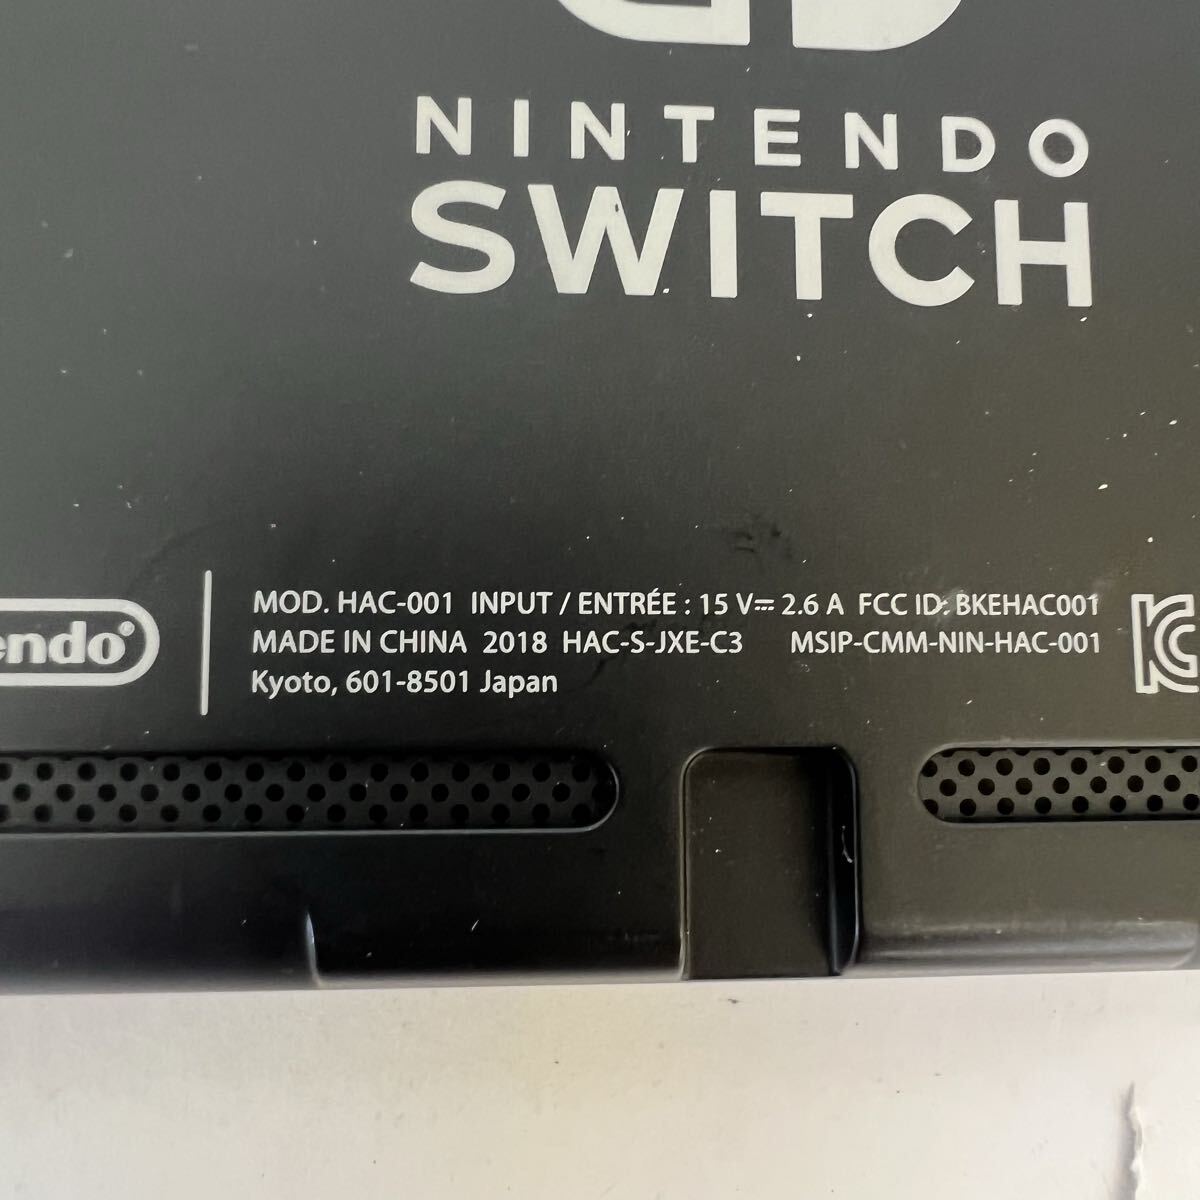 NINTENDO
SWITCH
MOD. HAC-001 INPUT / ENTRÉE : 15 V⎓ 2.6 A FCC ID: BKEHAC001
MADE IN CHINA 2018 HAC-S-JXE-C3 MSIP-CMM-NIN-HAC-001
Kyoto, 601-8501 Japan
endo®